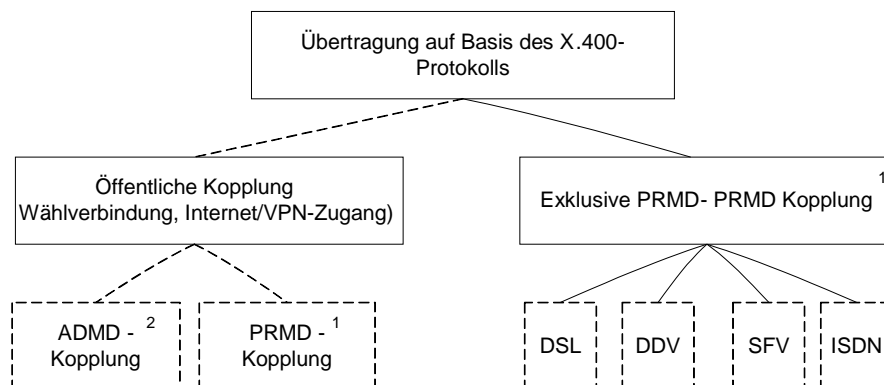 Übertragung auf Basis des X.400-
Protokolls
Öffentliche Kopplung
Wählverbindung, Internet/VPN-Zugang)
Exklusive PRMD- PRMD Kopplung 1
ADMD - 2
Kopplung
PRMD - 1
Kopplung
DSL
DDV
SFV
ISDN